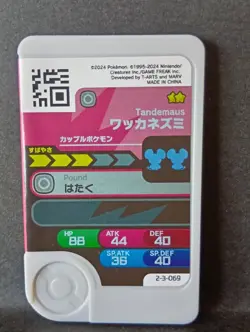 ©2024 Pokémon. ©1995-2024 Nintendo/
Creatures Inc./GAME FREAK inc.
Developed by T-ARTS and MARV
MADE IN CHINA
Tandemaus
ワッカネズミ
カップルポケモン
すばやさ
Pound
はたく
HP
88
ATK
44
DEF
40
SP.ATK
36
SP.DEF
40
2-3-069